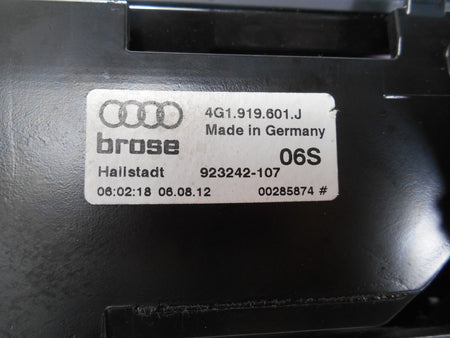 4G1.919.601.J
Made in Germany
brose
06S
Hallstadt 923242-107
06:02:18 06.08.12 00285874 #